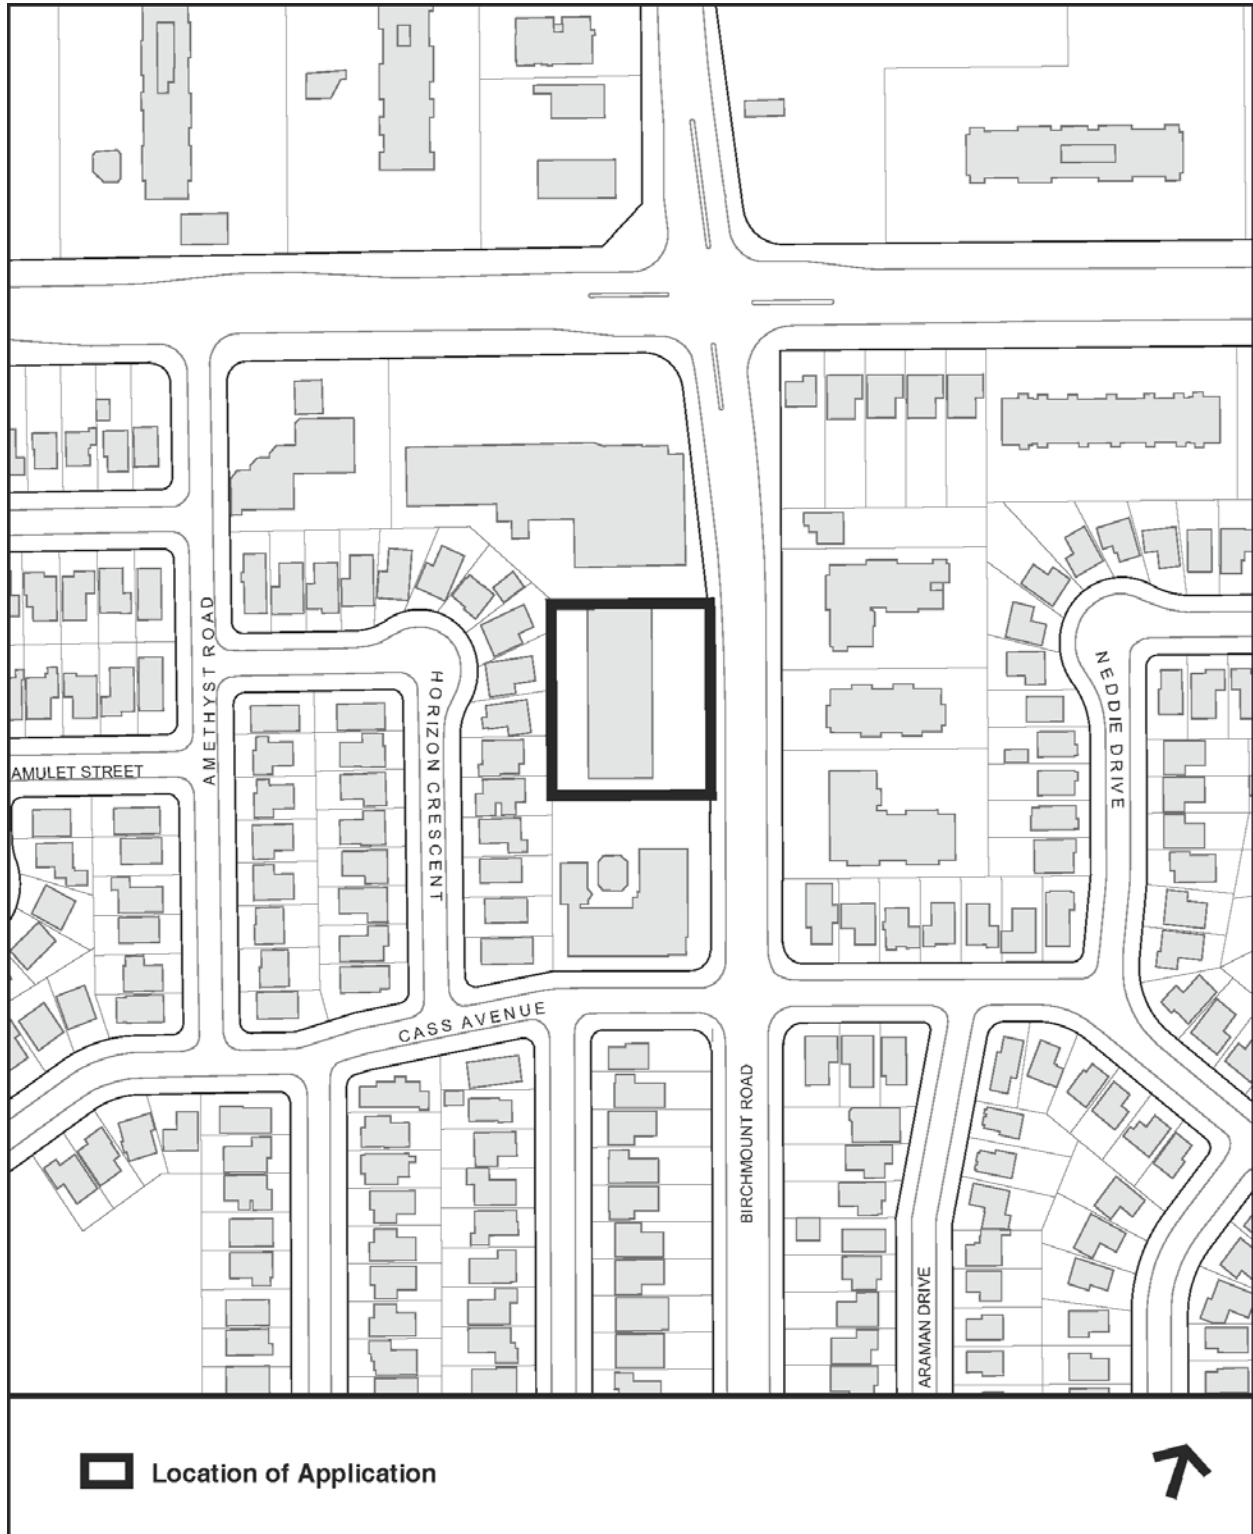 AMETHYST ROAD
HORIZON CRESCENT
NEDDIE DRIVE
AMULET STREET
CASS AVENUE
BIRCHMOUNT ROAD
ARAMAN DRIVE
Location of Application